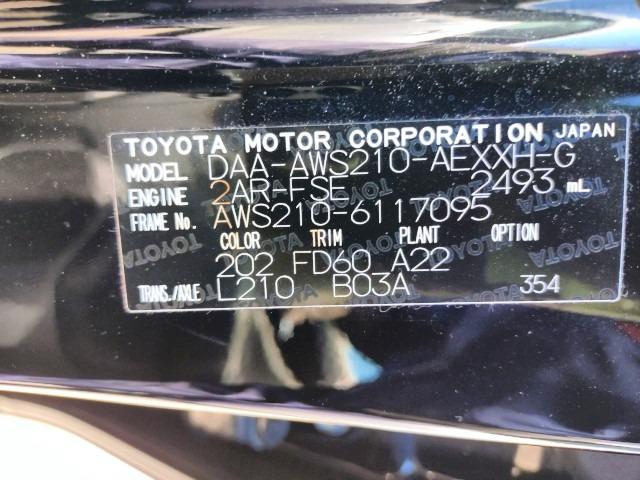 TOYOTA MOTOR CORPORATION JAPAN
MODEL DAA-AWS210-AEXXH-G
ENGINE 2AR-FSE 2493 mL
FRAME No. AWS210-6117095
COLOR TRIM PLANT OPTION
202 FD60 A22
TRANS./AXLE L210 B03A 354